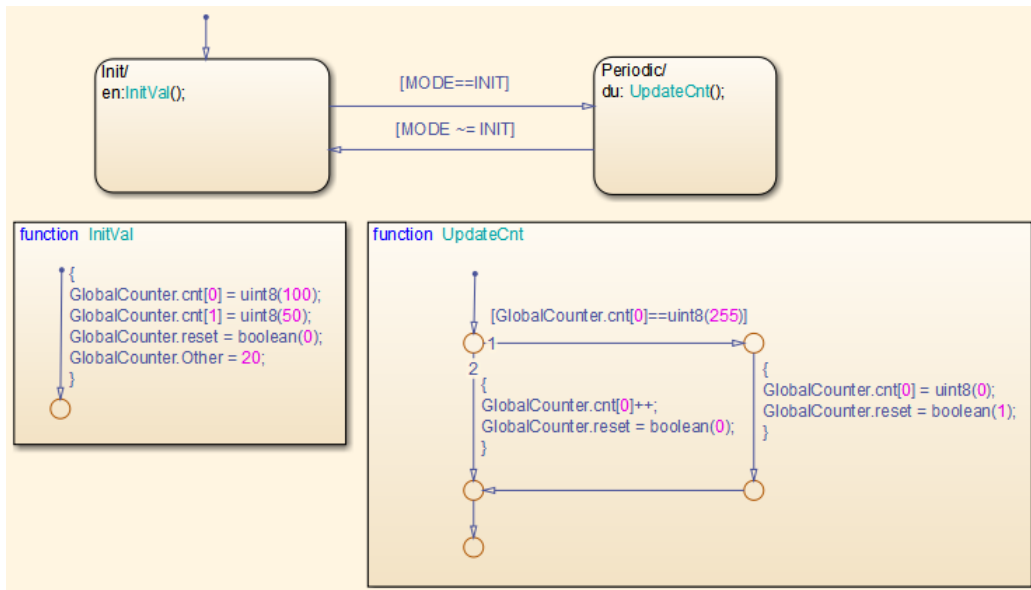 Init/
en:InitVal();
[MODE==INIT]
[MODE ~= INIT]
Periodic/
du: UpdateCnt();
function InitVal
{
GlobalCounter.cnt[0] = uint8(100);
GlobalCounter.cnt[1] = uint8(50);
GlobalCounter.reset = boolean(0);
GlobalCounter.Other = 20;
}
function UpdateCnt
[GlobalCounter.cnt[0]==uint8(255)]
1
2
{
GlobalCounter.cnt[0]++;
GlobalCounter.reset = boolean(0);
}
{
GlobalCounter.cnt[0] = uint8(0);
GlobalCounter.reset = boolean(1);
}